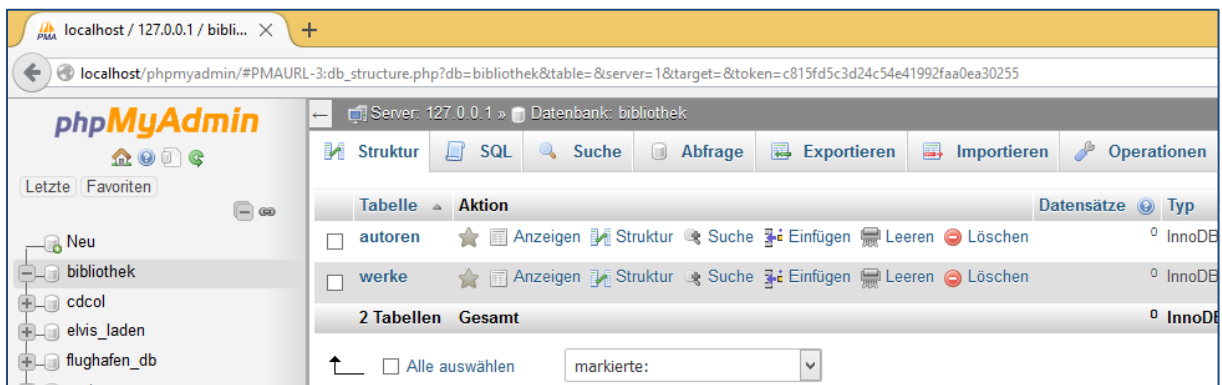 localhost / 127.0.0.1 / bibli...
localhost/phpmyadmin/#PMAURL-3:db_structure.php?db=bibliothek&table=&server=1&target=&token=c815fd5c3d24c54e41992faa0ea30255
phpMyAdmin
Letzte Favoriten
Neu
bibliothek
cdcol
elvis_laden
flughafen_db
Server: 127.0.0.1 » Datenbank: bibliothek
Struktur SQL Suche Abfrage Exportieren Importieren Operationen
Tabelle Aktion Datensätze Typ
autoren Anzeigen Struktur Suche Einfügen Leeren Löschen 0 InnoDB
werke Anzeigen Struktur Suche Einfügen Leeren Löschen 0 InnoDB
2 Tabellen Gesamt 0
Alle auswählen markierte: